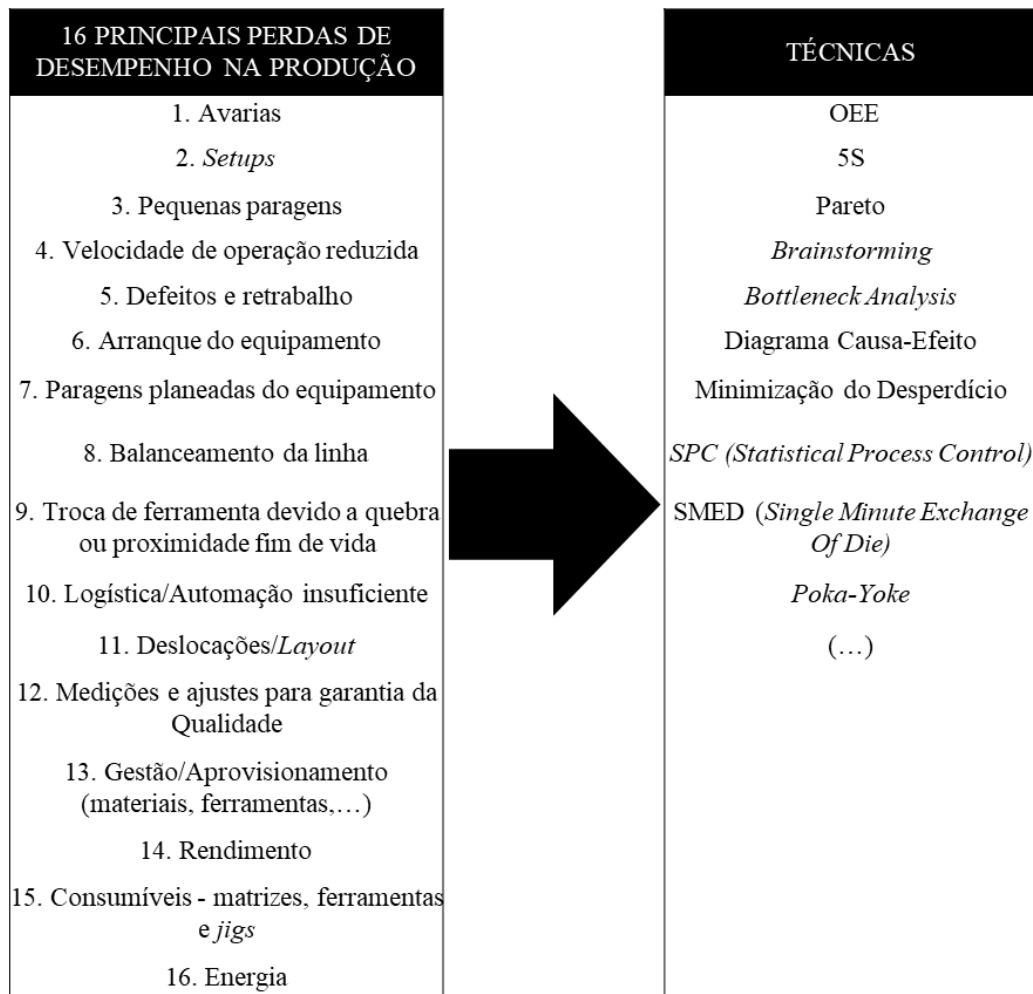 16 PRINCIPAIS PERDAS DE
DESEMPENHO NA PRODUÇÃO
1. Avarias
2. Setups
3. Pequenas paragens
4. Velocidade de operação reduzida
5. Defeitos e retrabalho
6. Arranque do equipamento
7. Paragens planeadas do equipamento
8. Balanceamento da linha
9. Troca de ferramenta devido a quebra
ou proximidade fim de vida
10. Logística/Automação insuficiente
11. Deslocações/Layout
12. Medições e ajustes para garantia da
Qualidade
13. Gestão/Aprovisionamento
(materiais, ferramentas,…)
14. Rendimento
15. Consumíveis - matrizes, ferramentas
e jigs
16. Energia
TÉCNICAS
OEE
5S
Pareto
Brainstorming
Bottleneck Analysis
Diagrama Causa-Efeito
Minimização do Desperdício
SPC (Statistical Process Control)
SMED (Single Minute Exchange
Of Die)
Poka-Yoke
(…)